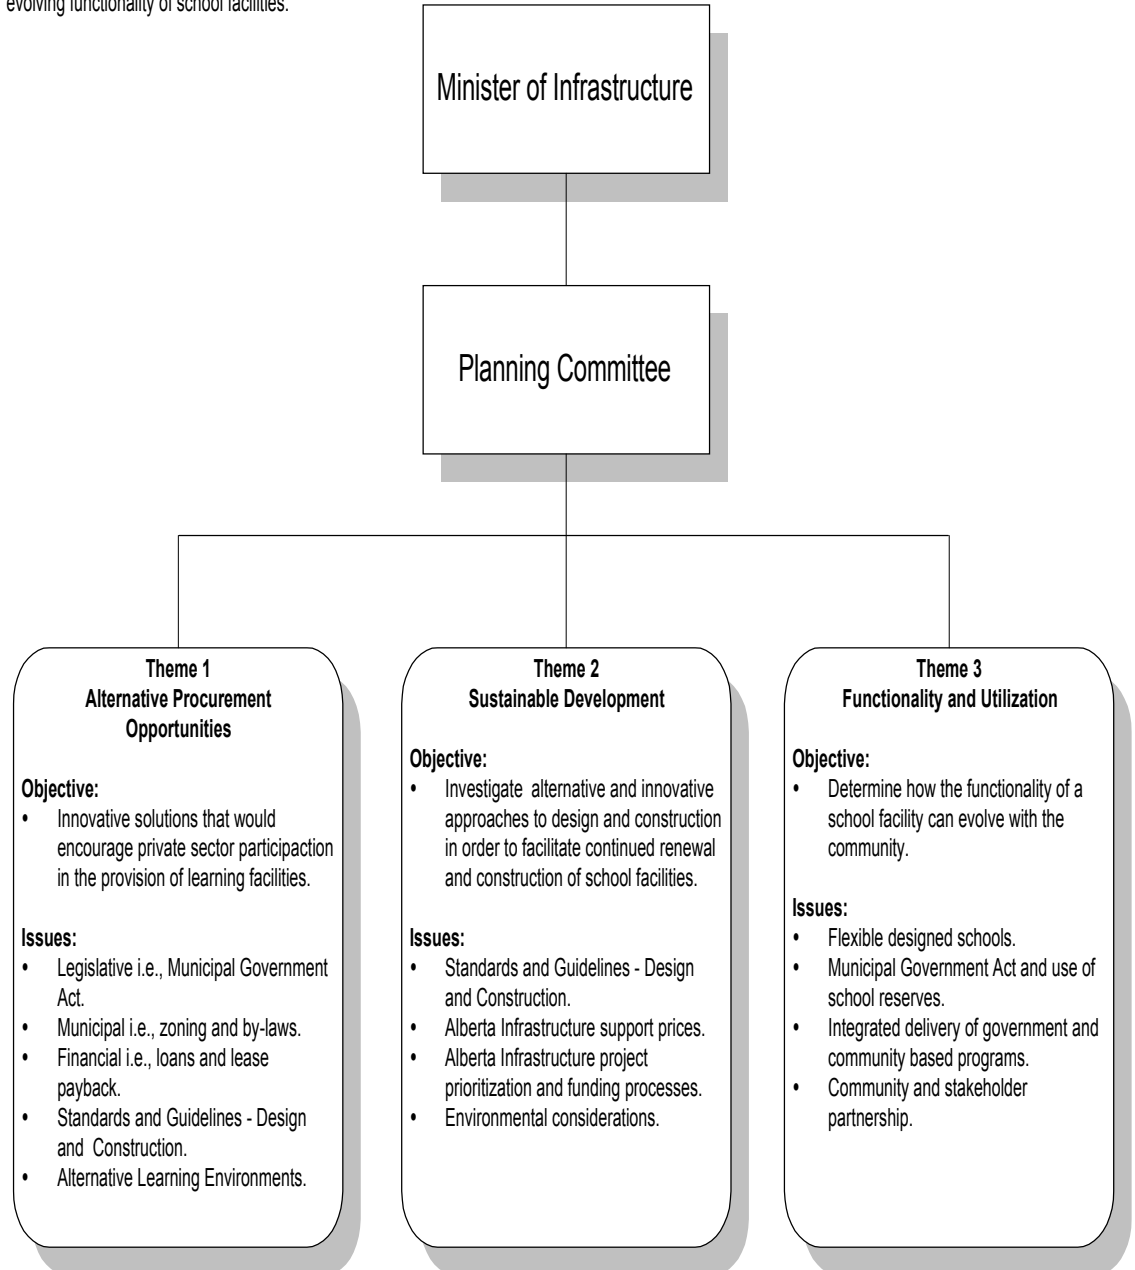 evolving functionality of school facilities.
Minister of Infrastructure
Planning Committee
Theme 1
Alternative Procurement
Opportunities
Objective:
• Innovative solutions that would
encourage private sector participaction
in the provision of learning facilities.
Issues:
• Legislative i.e., Municipal Government
Act.
• Municipal i.e., zoning and by-laws.
• Financial i.e., loans and lease
payback.
• Standards and Guidelines - Design
and Construction.
• Alternative Learning Environments.
Theme 2
Sustainable Development
Objective:
• Investigate alternative and innovative
approaches to design and construction
in order to facilitate continued renewal
and construction of school facilities.
Issues:
• Standards and Guidelines - Design
and Construction.
• Alberta Infrastructure support prices.
• Alberta Infrastructure project
prioritization and funding processes.
• Environmental considerations.
Theme 3
Functionality and Utilization
Objective:
• Determine how the functionality of a
school facility can evolve with the
community.
Issues:
• Flexible designed schools.
• Municipal Government Act and use of
school reserves.
• Integrated delivery of government and
community based programs.
• Community and stakeholder
partnership.